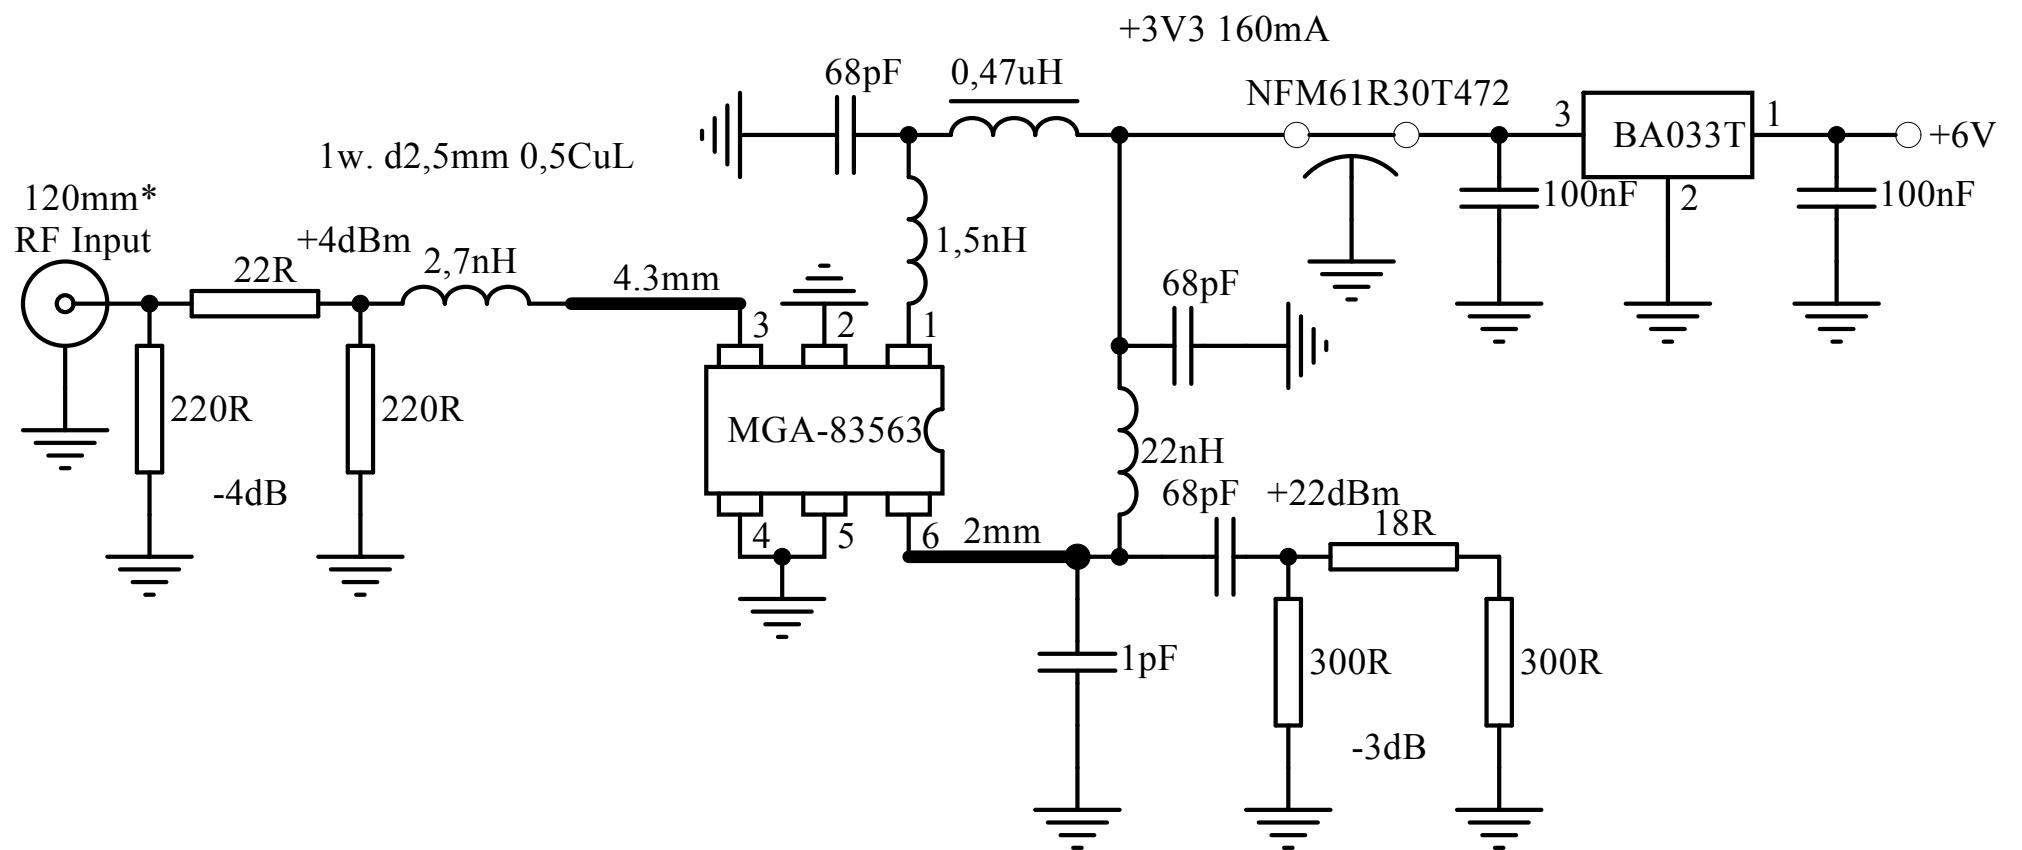 +3V3 160mA
68pF
0,47uH
NFM61R30T472
3
BA033T
1
+6V
1w. d2,5mm 0,5CuL
120mm*
RF Input
100nF
2
100nF
22R
+4dBm
2,7nH
4.3mm
1,5nH
68pF
3
2
1
220R
220R
MGA-83563
22nH
-4dB
68pF
+22dBm
18R
4
5
6
2mm
1pF
300R
300R
-3dB